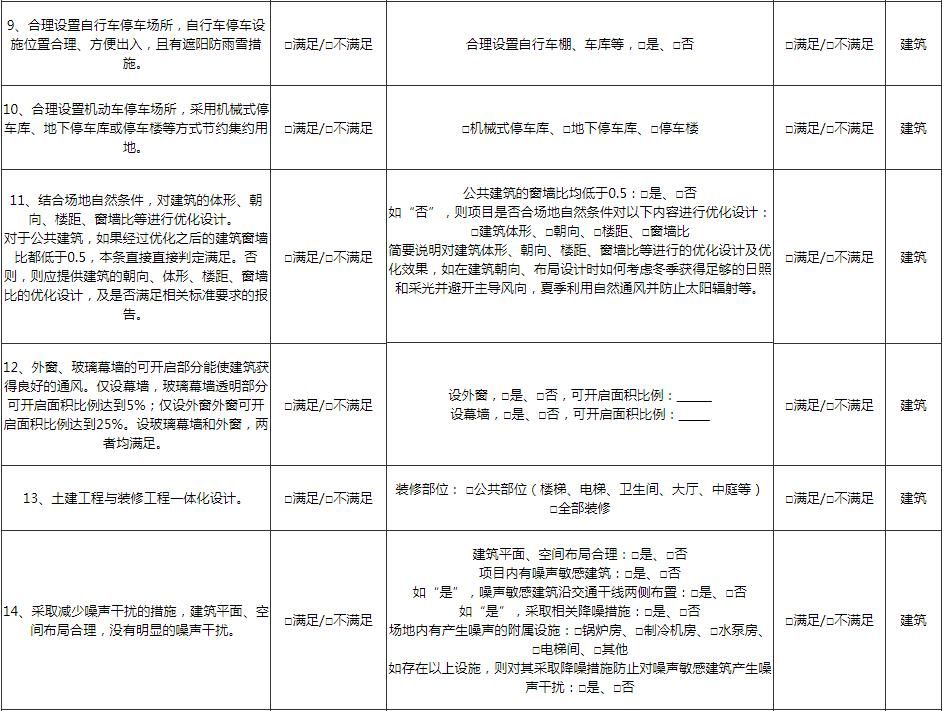 9、合理设置自行车停车场所，自行车停车设
施位置合理、方便出入，且有遮阳防雨雪措
施。
□满足/□不满足
合理设置自行车棚、车库等，□是、□否
□满足/□不满足
建筑
10、合理设置机动车停车场所，采用机械式停
车库、地下停车库或停车楼等方式节约集约用
地。
□满足/□不满足
□机械式停车库、□地下停车库、□停车楼
□满足/□不满足
建筑
11、结合场地自然条件，对建筑的体形、朝
向、楼距、窗墙比等进行优化设计。
对于公共建筑，如果经过优化之后的建筑窗墙
比都低于0.5，本条直接直接判定满足。否
则，则应提供建筑的朝向、体形、楼距、窗墙
比的优化设计，及是否满足相关标准要求的报
告。
□满足/□不满足
公共建筑的窗墙比均低于0.5：□是、□否
如“否”，则项目是否合场地自然条件对以下内容进行优化设计：
□建筑体形、□朝向、□楼距、□窗墙比
简要说明对建筑体形、朝向、楼距、窗墙比等进行的优化设计及优
化效果，如在建筑朝向、布局设计时如何考虑冬季获得足够的日照
和采光并避开主导风向，夏季利用自然通风并防止太阳辐射等。
□满足/□不满足
建筑
12、外窗、玻璃幕墙的可开启部分能使建筑获
得良好的通风。仅设幕墙，玻璃幕墙透明部分
可开启面积比例达到5%；仅设外窗外窗可开
启面积比例达到25%。设玻璃幕墙和外窗，两
者均满足。
□满足/□不满足
设外窗，□是、□否，可开启面积比例：_____
设幕墙，□是、□否，可开启面积比例：_____
□满足/□不满足
建筑
13、土建工程与装修工程一体化设计。
□满足/□不满足
装修部位： □公共部位（楼梯、电梯、卫生间、大厅、中庭等）
□全部装修
□满足/□不满足
建筑
14、采取减少噪声干扰的措施，建筑平面、空
间布局合理，没有明显的噪声干扰。
□满足/□不满足
建筑平面、空间布局合理：□是、□否
项目内有噪声敏感建筑：□是、□否
如“是”，噪声敏感建筑沿交通干线两侧布置：□是、□否
如“是”，采取相关降噪措施：□是、□否
场地内有产生噪声的附属设施：□锅炉房、□制冷机房、□水泵房、
□电梯间、□其他
如存在以上设施，则对其采取降噪措施防止对噪声敏感建筑产生噪
声干扰：□是、□否
□满足/□不满足
建筑